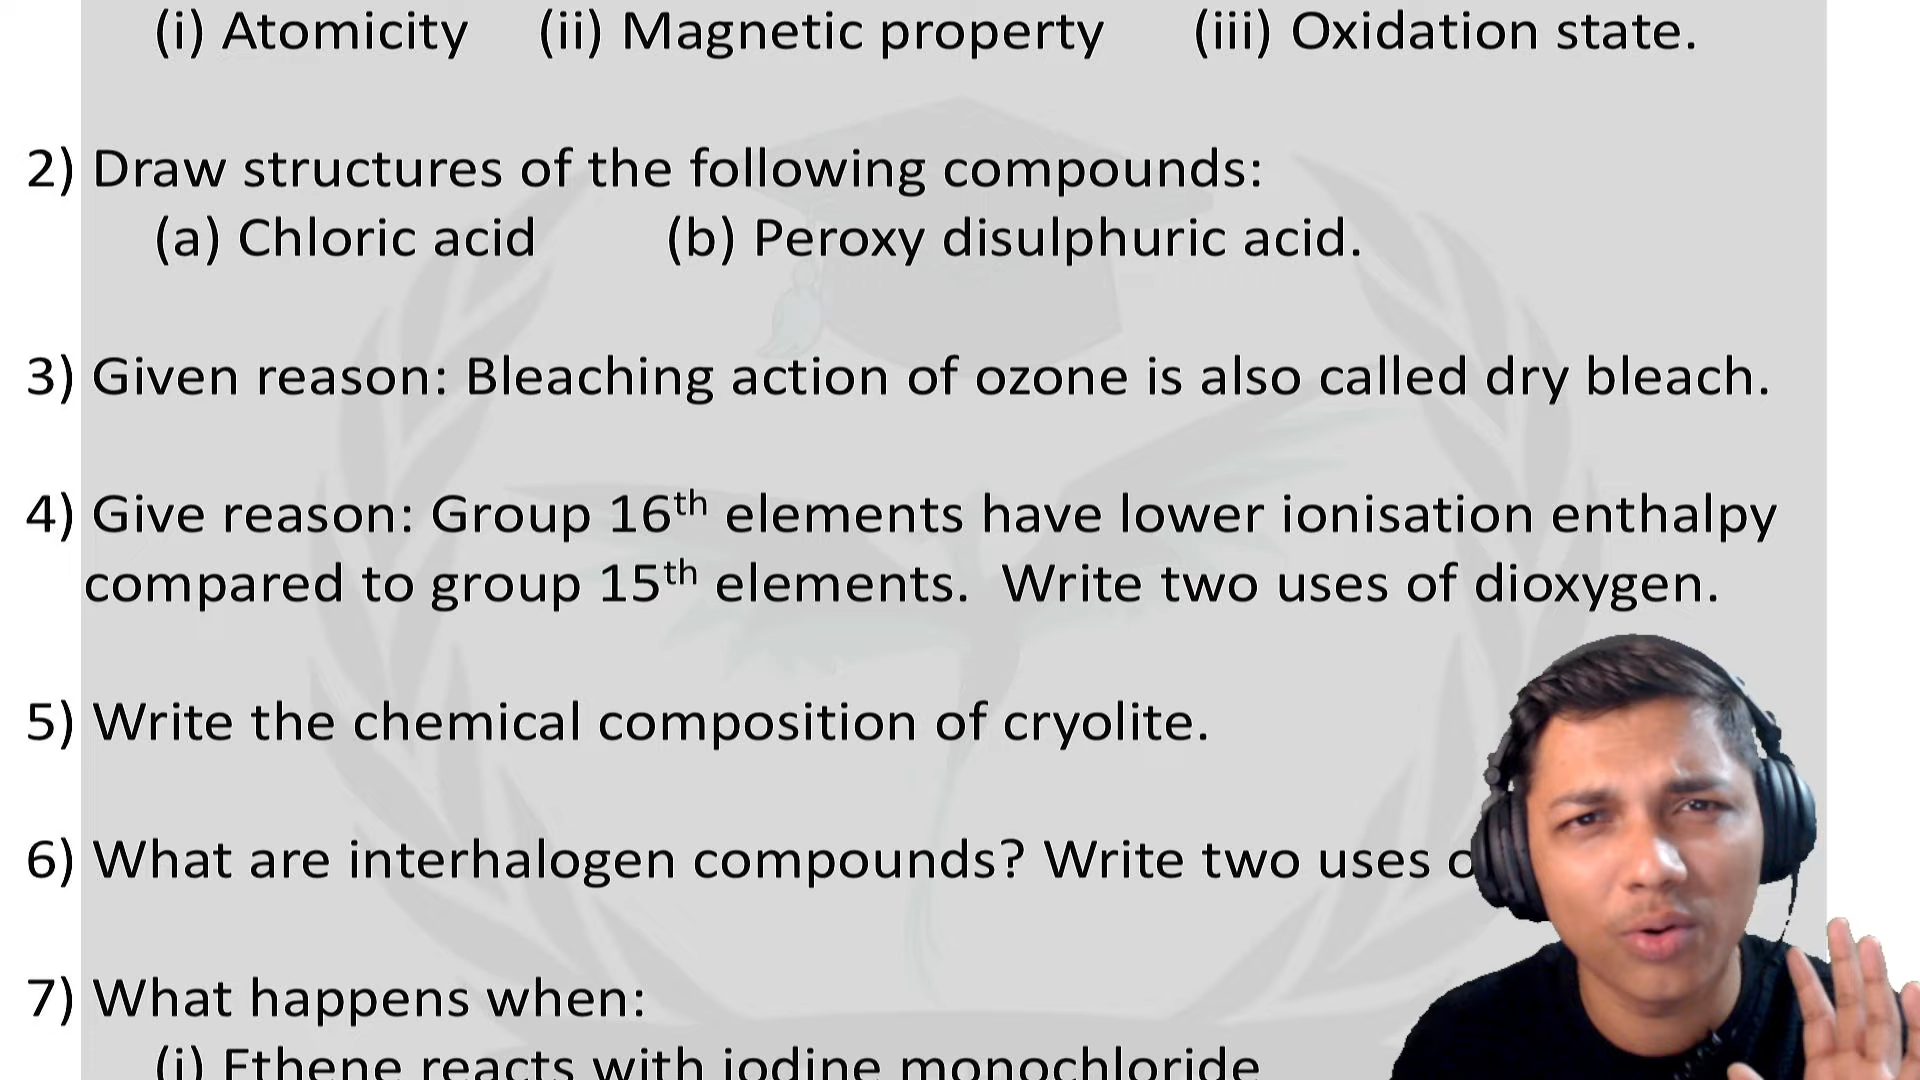 (i) Atomicity (ii) Magnetic property (iii) Oxidation state.
2) Draw structures of the following compounds:
(a) Chloric acid (b) Peroxy disulphuric acid.
3) Given reason: Bleaching action of ozone is also called dry bleach.
4) Give reason: Group 16th elements have lower ionisation enthalpy
compared to group 15th elements. Write two uses of dioxygen.
5) Write the chemical composition of cryolite.
6) What are interhalogen compounds? Write two uses
7) What happens when:
(i) Ethene reacts with iodine monochloride